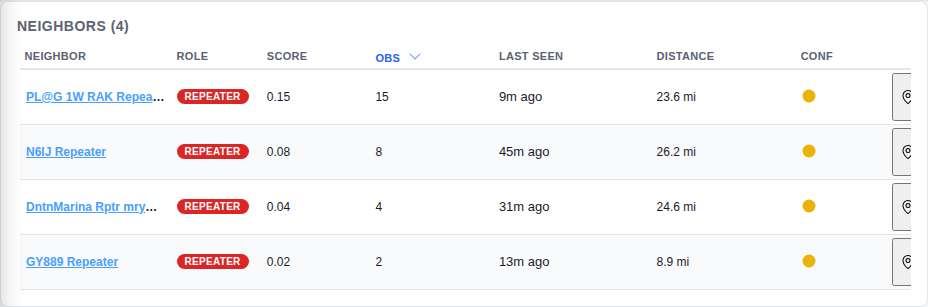 NEIGHBORS (4)
NEIGHBOR ROLE SCORE OBS LAST SEEN DISTANCE CONF
PL@G 1W RAK Repea... REPEATER 0.15 15 9m ago 23.6 mi
N6IJ Repeater REPEATER 0.08 8 45m ago 26.2 mi
DntnMarina Rptr mry... REPEATER 0.04 4 31m ago 24.6 mi
GY889 Repeater REPEATER 0.02 2 13m ago 8.9 mi